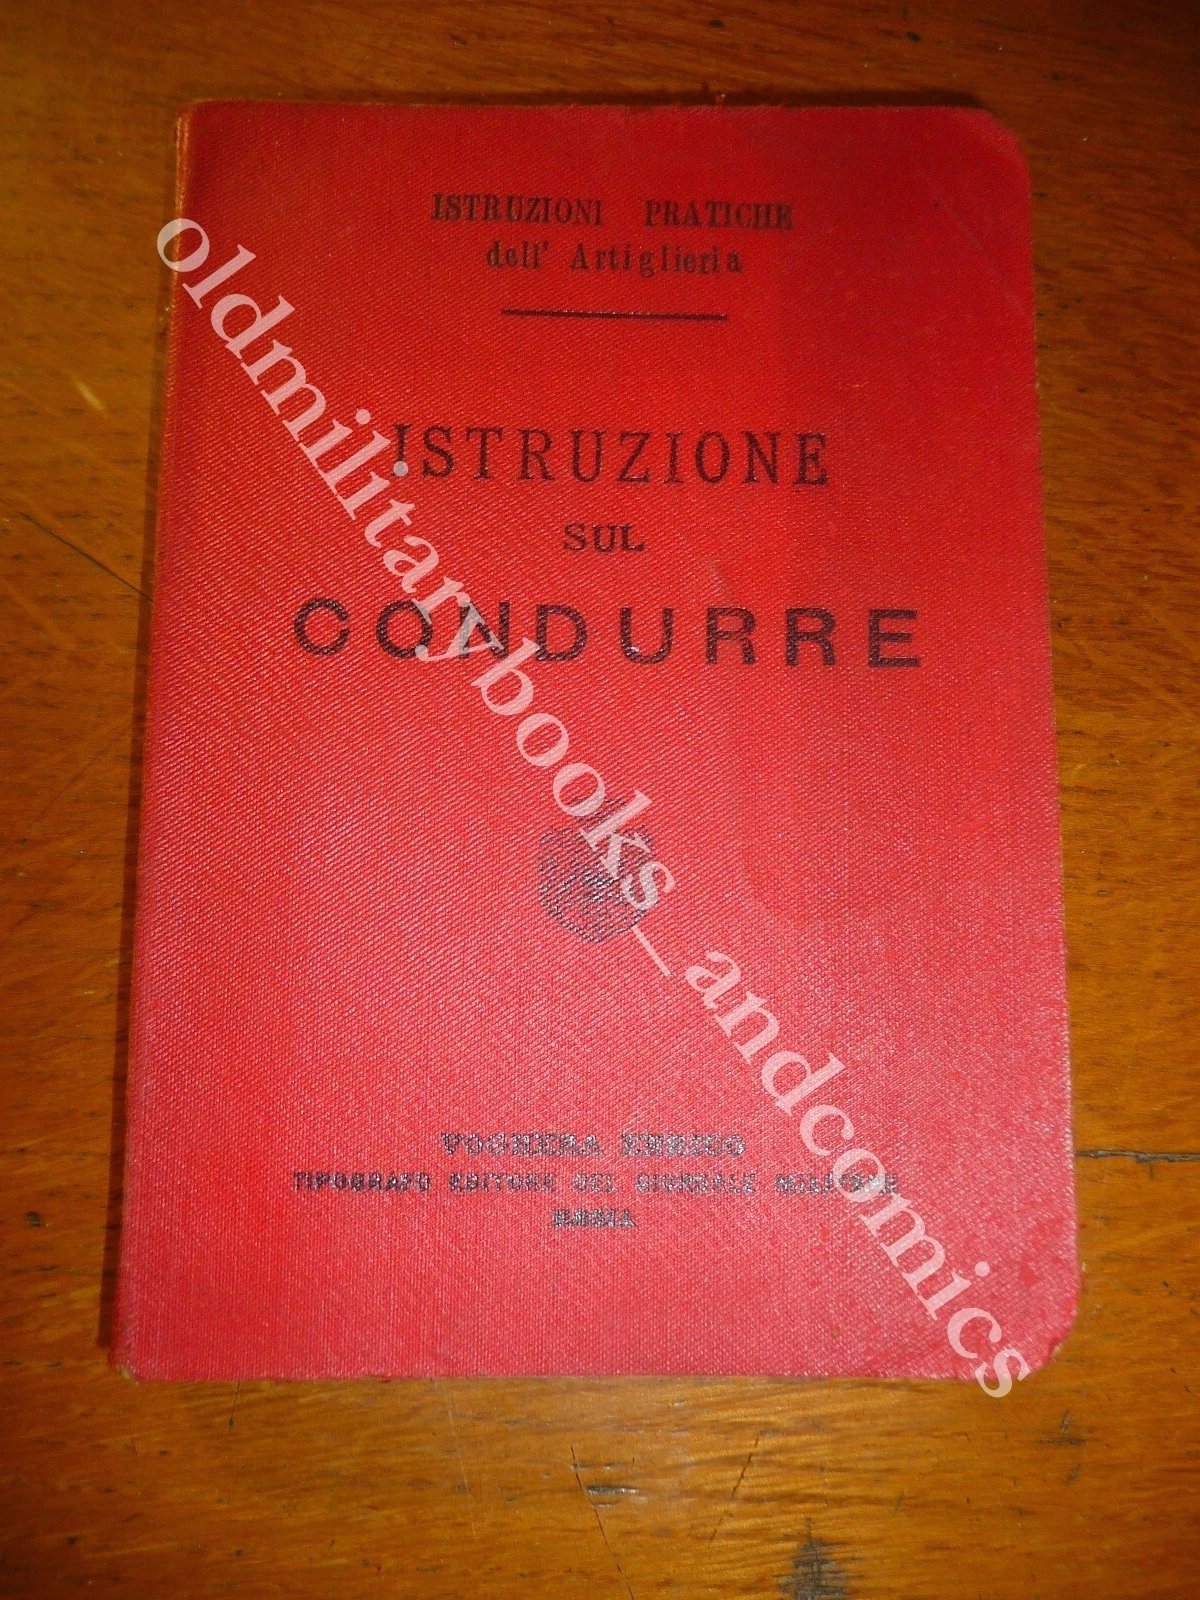 ISTRUZIONI PRATICHE
dell' Artiglieria
ISTRUZIONE
SUL
CONDURRE
VOGHERA ENRICO
TIPOGRAFO EDITORE DEL GIORNALE MILITARE
ROMA
oldmilitarybooks_andcomics